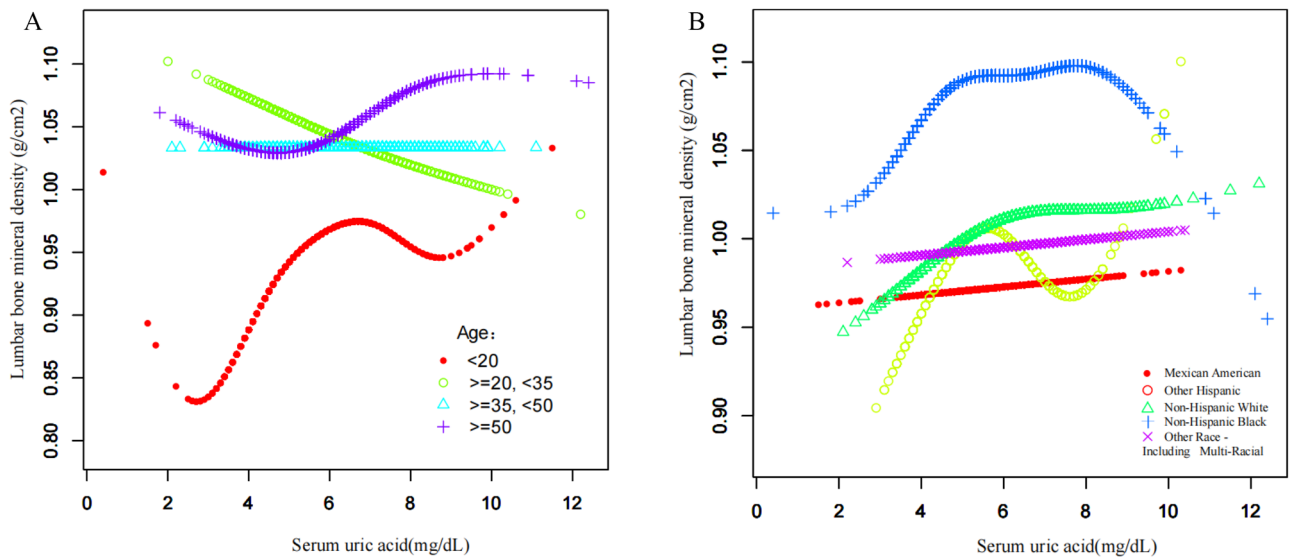 A
Lumbar bone mineral density (g/cm2)
1.10
1.05
1.00
0.95
0.90
0.85
0.80
Age:
<20
>=20, <35
>=35, <50
>=50
0 2 4 6 8 10 12
Serum uric acid(mg/dL)
B
Lumbar bone mineral density (g/cm2)
1.10
1.05
1.00
0.95
0.90
Mexican American
Other Hispanic
Non-Hispanic White
Non-Hispanic Black
Other Race -
Including Multi-Racial
0 2 4 6 8 10 12
Serum uric acid(mg/dL)